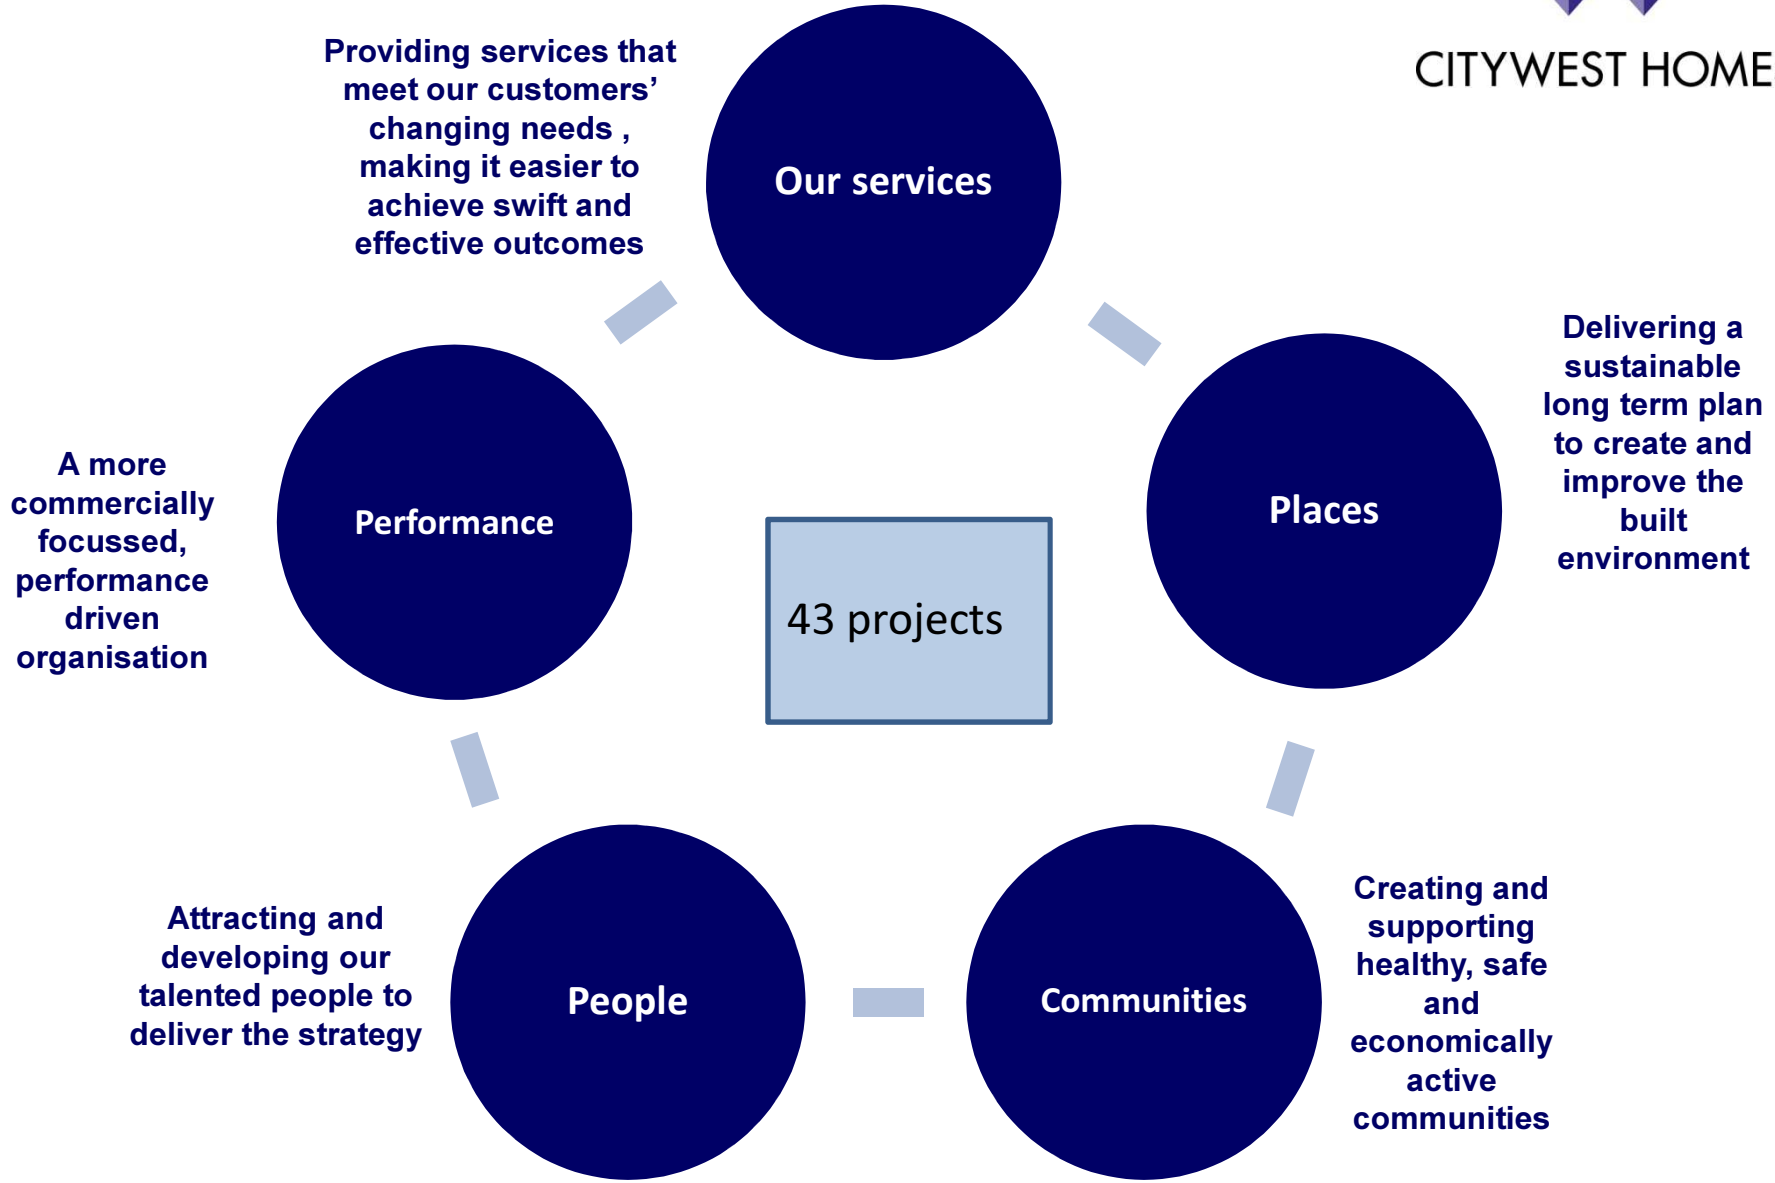 CITYWEST HOME
Providing services that
meet our customers’
changing needs ,
making it easier to
achieve swift and
effective outcomes
Our services
Delivering a
sustainable
long term plan
to create and
improve the
built
environment
Places
A more
commercially
focussed,
performance
driven
organisation
Performance
43 projects
Attracting and
developing our
talented people to
deliver the strategy
People
Communities
Creating and
supporting
healthy, safe
and
economically
active
communities